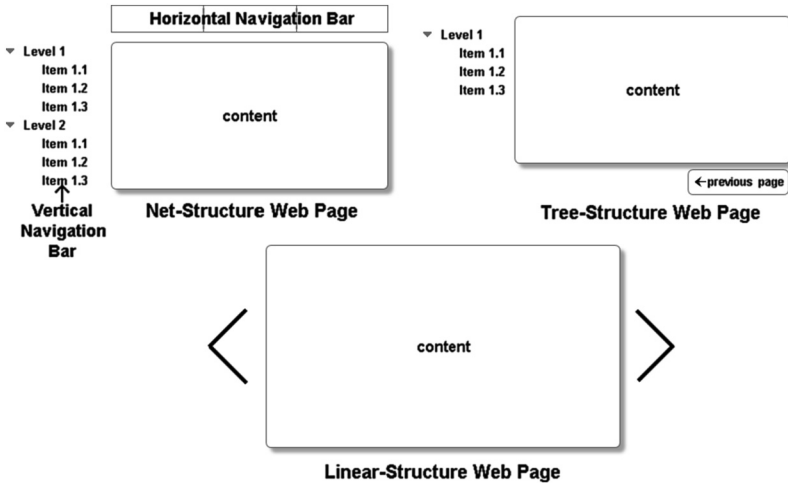 Horizontal Navigation Bar
Level 1
Item 1.1
Item 1.2
Item 1.3
Level 2
Item 1.1
Item 1.2
Item 1.3
Vertical
Navigation
Bar
content
Net-Structure Web Page
Level 1
Item 1.1
Item 1.2
Item 1.3
content
←previous page
Tree-Structure Web Page
content
Linear-Structure Web Page